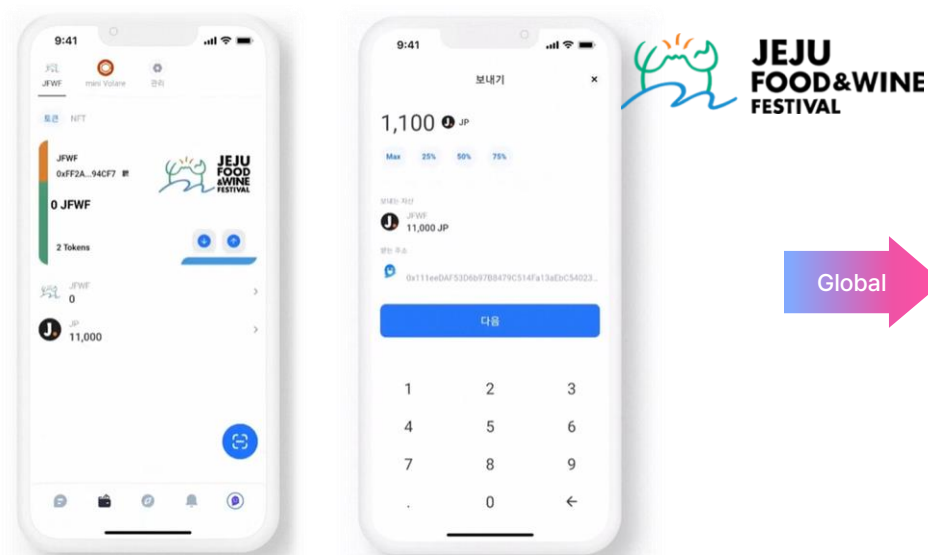 9:41
JFWF
mini Volare
관리
토큰 NFT
JFWF
0xFF2A...94CF7
0 JFWF
2 Tokens
JEJU
FOOD
&WINE
FESTIVAL
JFWF
0
J. JP
11,000
9:41
보내기 ×
1,100 J. JP
Max 25% 50% 75%
보내는 자산
J. JFWF
11,000 JP
받는 주소
0x111eeDAF53D6b97B8479C514Fa13aEbC54023...
다음
1 2 3
4 5 6
7 8 9
. 0 ←
JEJU
FOOD&WINE
FESTIVAL
Global